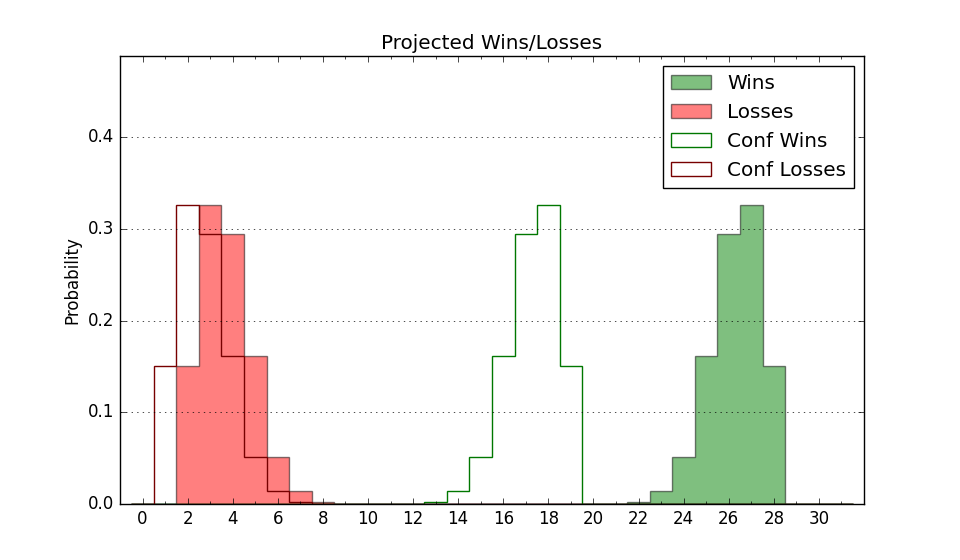 Projected Wins/Losses
Wins
Losses
Conf Wins
Conf Losses
Probability
0.4
0.3
0.2
0.1
0.0
0 2 4 6 8 10 12 14 16 18 20 22 24 26 28 30